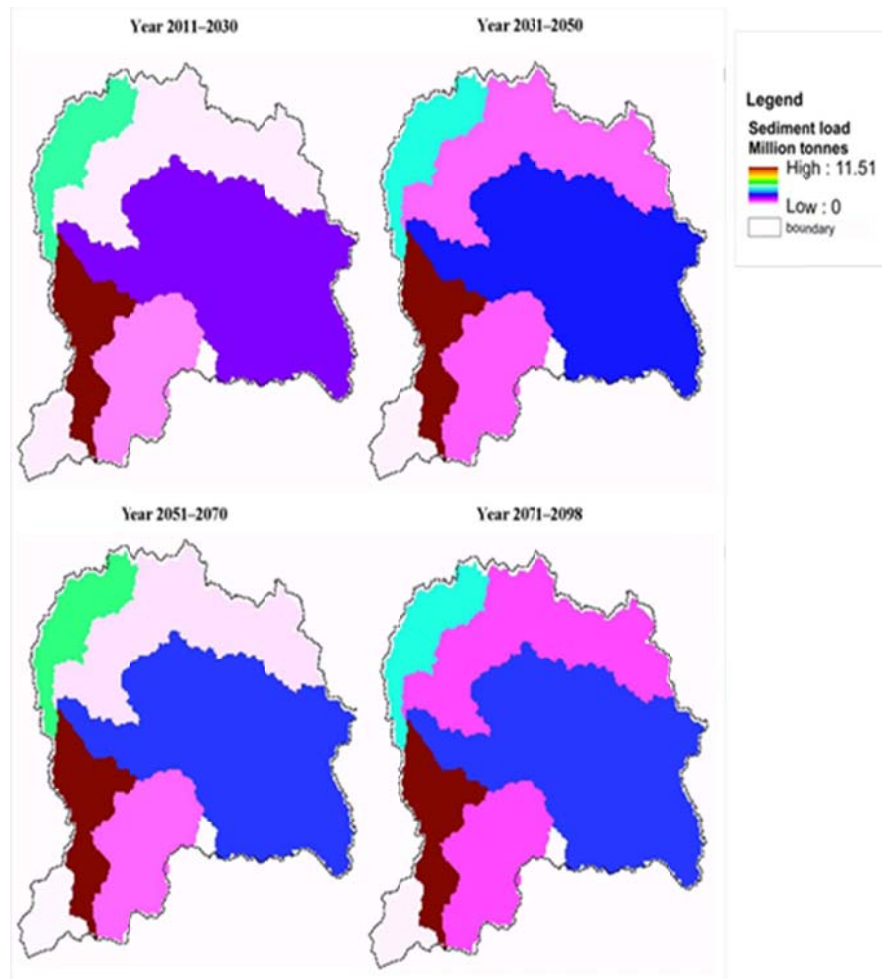 Year 2011–2030
Year 2031–2050
Legend
Sediment load
Million tonnes
High : 11.51
Low : 0
boundary
Year 2051–2070
Year 2071–2098